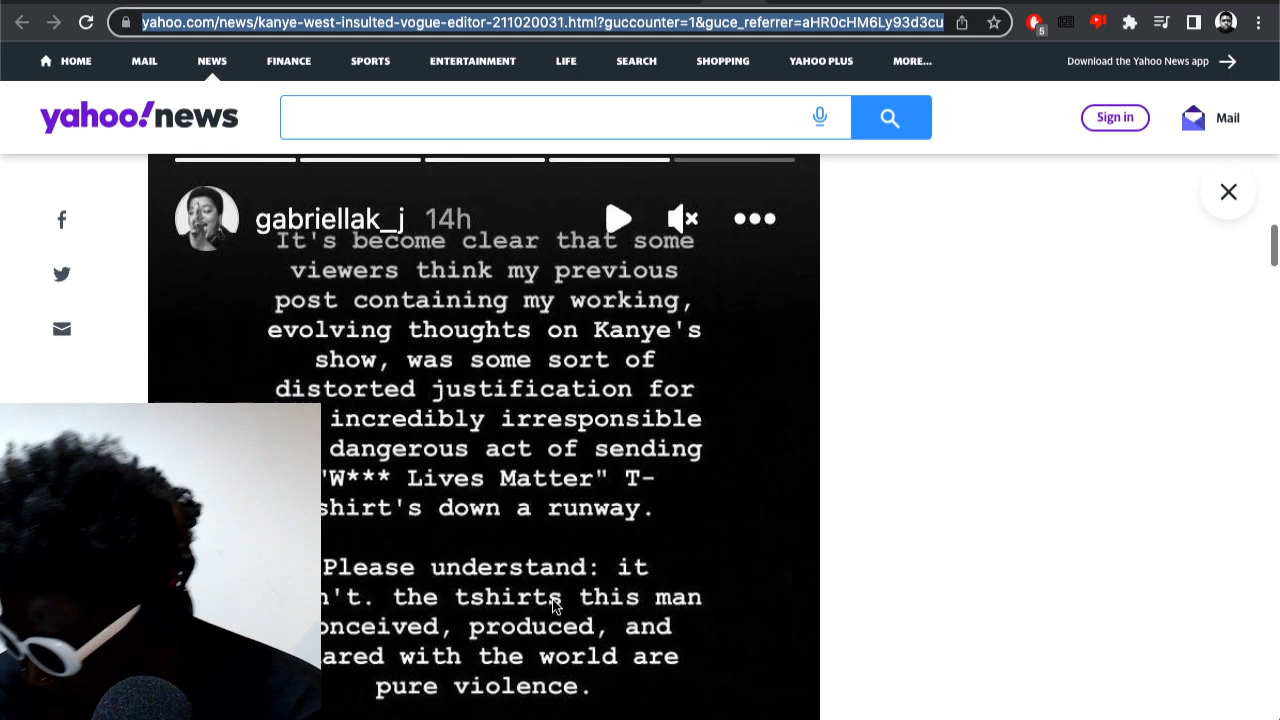 yahoo.com/news/kanye-west-insulted-vogue-editor-211020031.html?guccounter=1&guce_referrer=aHR0cHM6Ly93d3cu
5
HOME MAIL NEWS FINANCE SPORTS ENTERTAINMENT LIFE SEARCH SHOPPING YAHOO PLUS MORE... Download the Yahoo News app
yahoo!news Sign in Mail
gabriellak_j 14h
It's become clear that some
viewers think my previous
post containing my working,
evolving thoughts on Kanye's
show, was some sort of
distorted justification for
incredibly irresponsible
dangerous act of sending
"W*** Lives Matter" T-
shirt's down a runway.
Please understand: it
n't. the tshirts this man
onceived, produced, and
ared with the world are
pure violence.